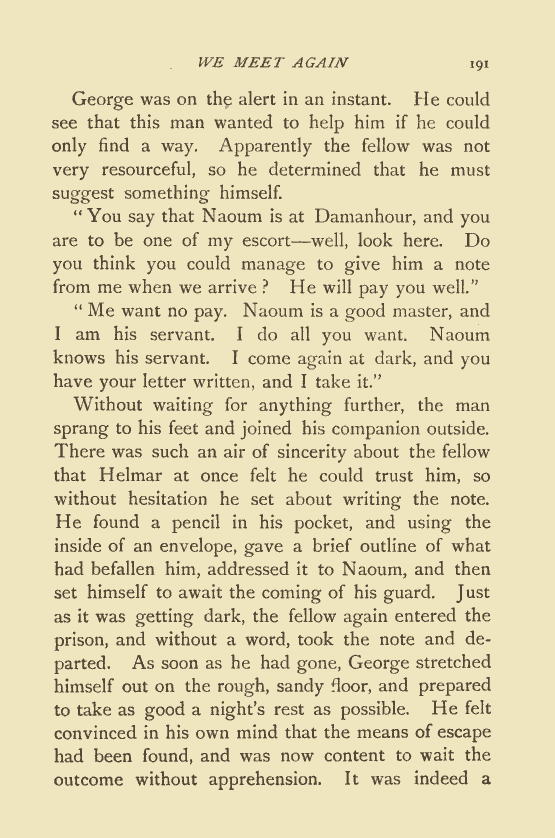 WE MEET AGAIN 191
George was on the alert in an instant. He could
see that this man wanted to help him if he could
only find a way. Apparently the fellow was not
very resourceful, so he determined that he must
suggest something himself.
“You say that Naoum is at Damanhour, and you
are to be one of my escort—well, look here. Do
you think you could manage to give him a note
from me when we arrive? He will pay you well.”
“Me want no pay. Naoum is a good master, and
I am his servant. I do all you want. Naoum
knows his servant. I come again at dark, and you
have your letter written, and I take it.”
Without waiting for anything further, the man
sprang to his feet and joined his companion outside.
There was such an air of sincerity about the fellow
that Helmar at once felt he could trust him, so
without hesitation he set about writing the note.
He found a pencil in his pocket, and using the
inside of an envelope, gave a brief outline of what
had befallen him, addressed it to Naoum, and then
set himself to await the coming of his guard. Just
as it was getting dark, the fellow again entered the
prison, and without a word, took the note and de-
parted. As soon as he had gone, George stretched
himself out on the rough, sandy floor, and prepared
to take as good a night's rest as possible. He felt
convinced in his own mind that the means of escape
had been found, and was now content to wait the
outcome without apprehension. It was indeed a